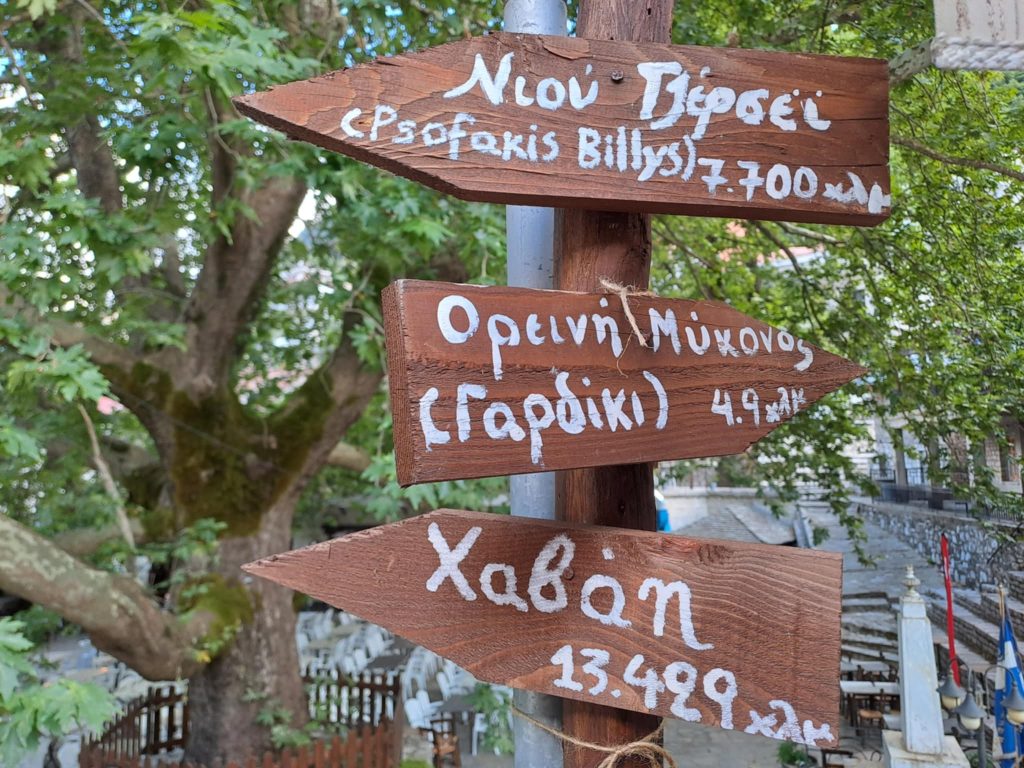 Νιού Τζέρσεϊ
(Psofakis Billys) 7.700 χλμ
Ορεινή Μύκονος
(Γαρδίκι) 4.9 χλμ
Χαβάη
13.429 χλμ